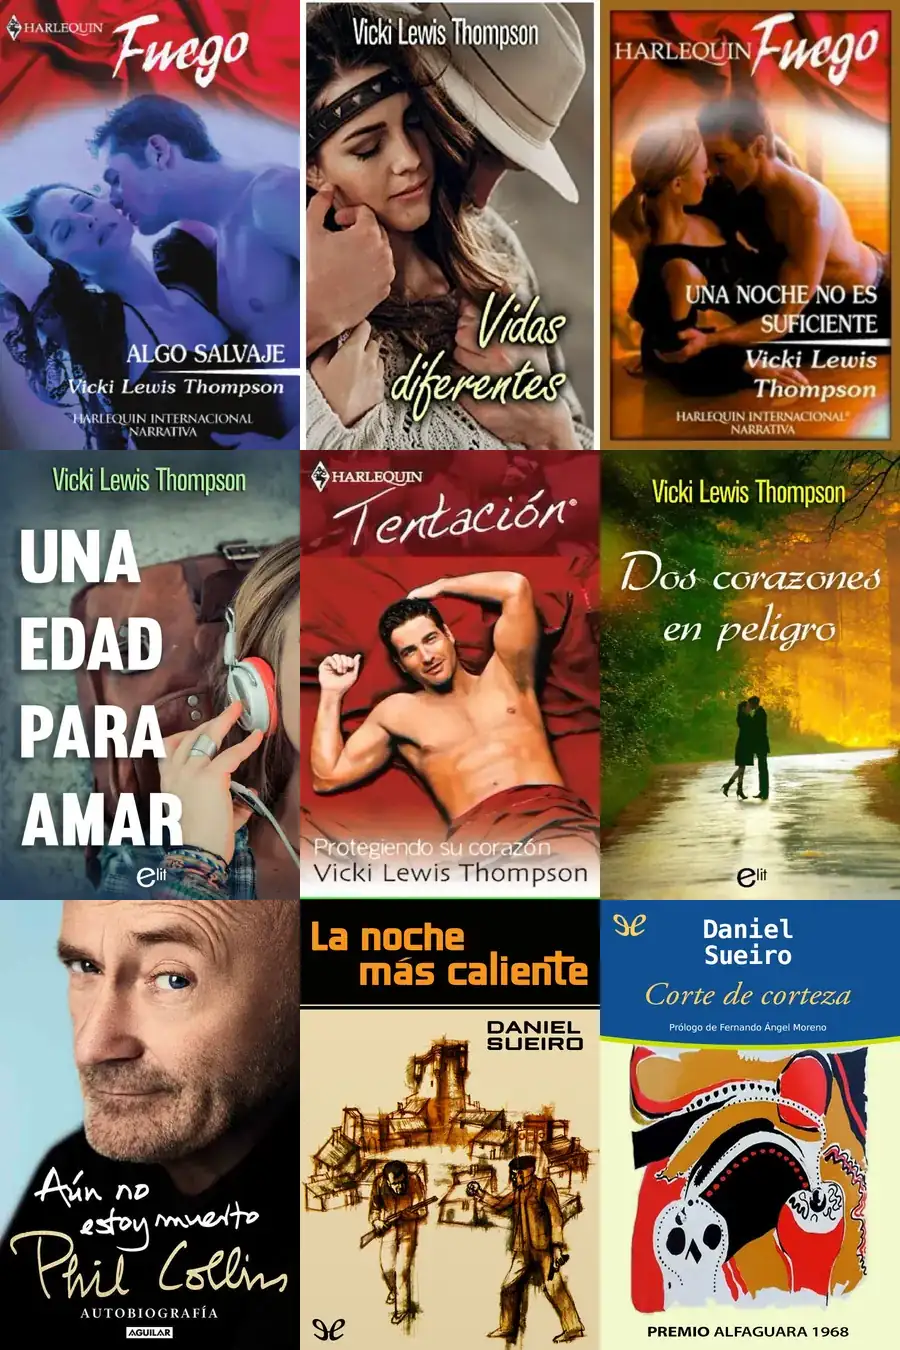 HARLEQUIN
Fuego
ALGO SALVAJE
Vicki Lewis Thompson
HARLEQUIN INTERNACIONAL
NARRATIVA
Vicki Lewis Thompson
Vidas
diferentes
HARLEQUIN Fuego
UNA NOCHE NO ES
SUFICIENTE
Vicki Lewis
Thompson
HARLEQUIN INTERNACIONAL®
NARRATIVA
Vicki Lewis Thompson
UNA
EDAD
PARA
AMAR
elit
HARLEQUIN
Tentación®
Protegiendo su corazón
Vicki Lewis Thompson
Vicki Lewis Thompson
Dos corazones
en peligro
elit
Aún no
estoy muerto
Phil Collins
AUTOBIOGRAFÍA
AGUILAR
La noche
más caliente
DANIEL
SUEIRO
Daniel
Sueiro
Corte de corteza
Prólogo de Fernando Ángel Moreno
PREMIO ALFAGUARA 1968